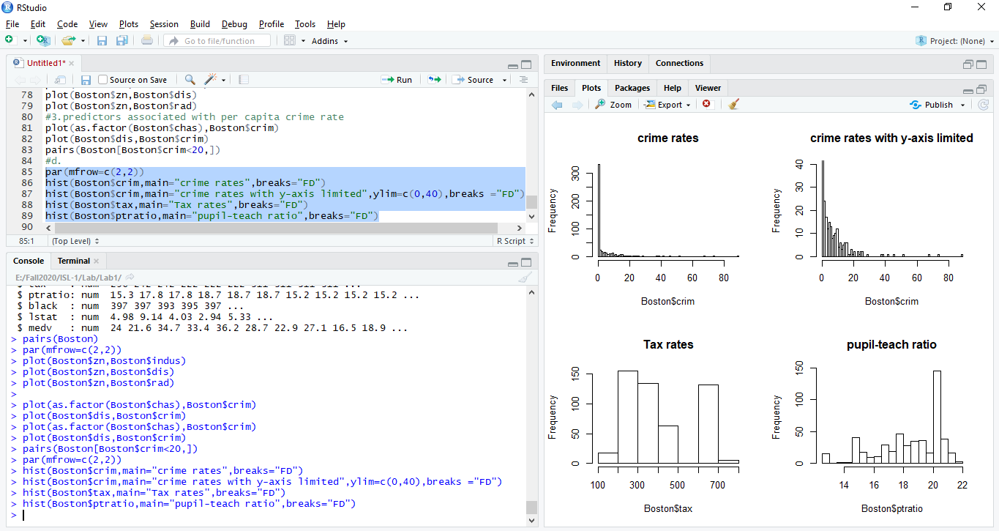 RStudio
File Edit Code View Plots Session Build Debug Profile Tools Help
Go to file/function Addins Project: (None)
Untitled1*
Source on Save Run Source
78 plot(Boston$zn,Boston$dis)
79 plot(Boston$zn,Boston$rad)
80 #3.predictors associated with per capita crime rate
81 plot(as.factor(Boston$chas),Boston$crim)
82 plot(Boston$dis,Boston$crim)
83 pairs(Boston[Boston$crim<20,])
84 #d.
85 par(mfrow=c(2,2))
86 hist(Boston$crim,main="crime rates",breaks="FD")
87 hist(Boston$crim,main="crime rates with y-axis limited",ylim=c(0,40),breaks ="FD")
88 hist(Boston$tax,main="Tax rates",breaks="FD")
89 hist(Boston$ptratio,main="pupil-teach ratio",breaks="FD")
90
85:1 (Top Level) R Script
Console Terminal
E:/Fall2020/ISL-1/Lab/Lab1/
$ ptratio: num 15.3 17.8 17.8 18.7 18.7 18.7 15.2 15.2 15.2 15.2 ...
$ black : num 397 397 393 395 397 ...
$ lstat : num 4.98 9.14 4.03 2.94 5.33 ...
$ medv : num 24 21.6 34.7 33.4 36.2 28.7 22.9 27.1 16.5 18.9 ...
> pairs(Boston)
> par(mfrow=c(2,2))
> plot(Boston$zn,Boston$indus)
> plot(Boston$zn,Boston$dis)
> plot(Boston$zn,Boston$rad)
>
> plot(as.factor(Boston$chas),Boston$crim)
> plot(Boston$dis,Boston$crim)
> plot(as.factor(Boston$chas),Boston$crim)
> plot(Boston$dis,Boston$crim)
> pairs(Boston[Boston$crim<20,])
> par(mfrow=c(2,2))
> hist(Boston$crim,main="crime rates",breaks="FD")
> hist(Boston$crim,main="crime rates with y-axis limited",ylim=c(0,40),breaks ="FD")
> hist(Boston$tax,main="Tax rates",breaks="FD")
> hist(Boston$ptratio,main="pupil-teach ratio",breaks="FD")
>
Environment History Connections
Files Plots Packages Help Viewer
Zoom Export Publish
crime rates
Frequency
0 100 200 300
0 20 40 60 80
Boston$crim
crime rates with y-axis limited
Frequency
0 10 20 30 40
0 20 40 60 80
Boston$crim
Tax rates
Frequency
0 50 100 150
100 300 500 700
Boston$tax
pupil-teach ratio
Frequency
0 50 100 150
14 16 18 20 22
Boston$ptratio